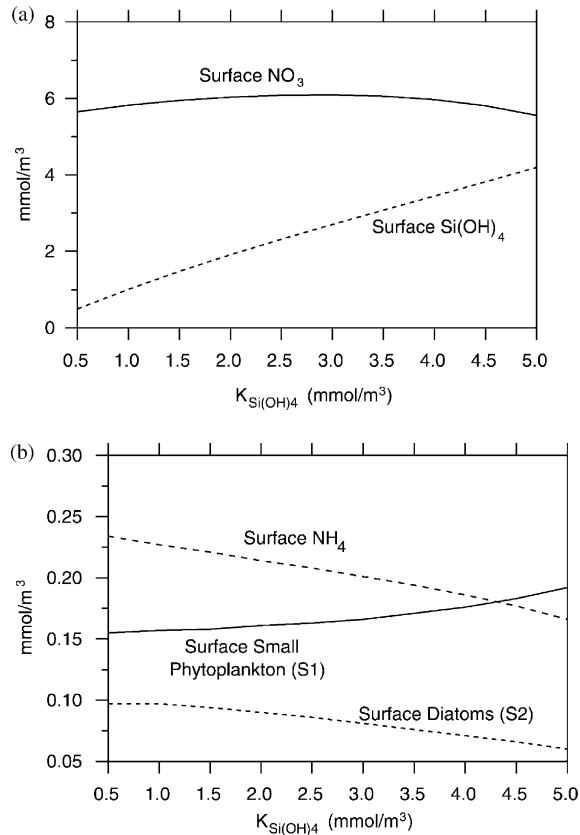 (a)
8
6
4
2
0
mmol/m³
Surface NO₃
Surface Si(OH)₄
0.5 1.0 1.5 2.0 2.5 3.0 3.5 4.0 4.5 5.0
K_Si(OH)4 (mmol/m³)
(b)
0.30
0.25
0.20
0.15
0.10
0.05
mmol/m³
Surface NH₄
Surface Small
Phytoplankton (S1)
Surface Diatoms (S2)
0.5 1.0 1.5 2.0 2.5 3.0 3.5 4.0 4.5 5.0
K_Si(OH)4 (mmol/m³)